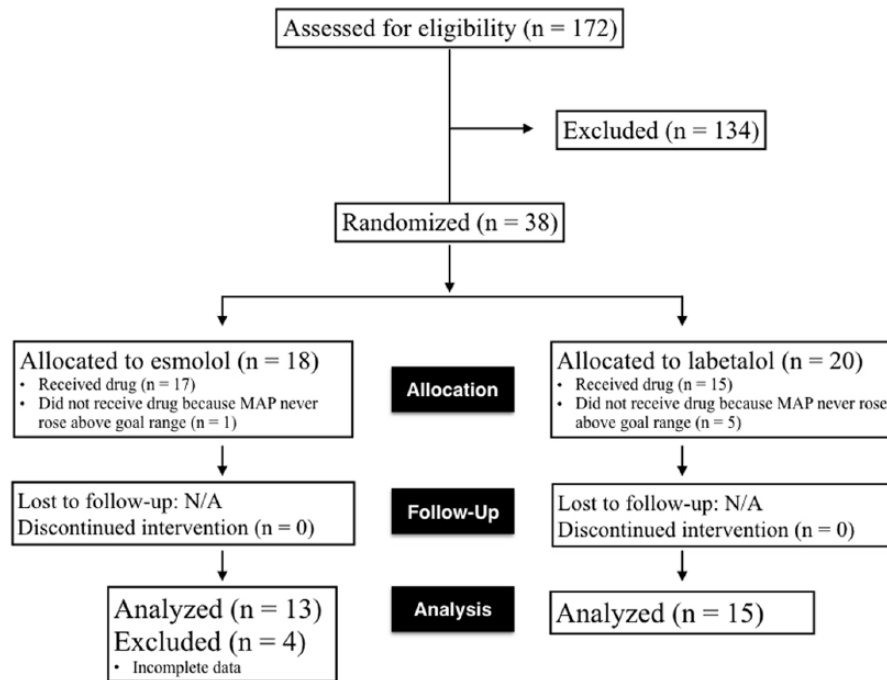 Assessed for eligibility (n = 172)
Excluded (n = 134)
Randomized (n = 38)
Allocated to esmolol (n = 18)
• Received drug (n = 17)
• Did not receive drug because MAP never
rose above goal range (n = 1)
Allocation
Allocated to labetalol (n = 20)
• Received drug (n = 15)
• Did not receive drug because MAP never rose
above goal range (n = 5)
Lost to follow-up: N/A
Discontinued intervention (n = 0)
Follow-Up
Lost to follow-up: N/A
Discontinued intervention (n = 0)
Analyzed (n = 13)
Excluded (n = 4)
• Incomplete data
Analysis
Analyzed (n = 15)